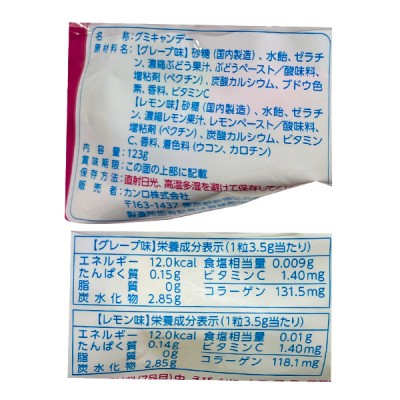 名　称:グミキャンデー
原材料名:【グレープ味】砂糖(国内製造)、水飴、ゼラチ
ン、濃縮ぶどう果汁、ぶどうペースト/酸味料、
増粘剤(ペクチン)、炭酸カルシウム、ブドウ色
素、香料、ビタミンC
【レモン味】砂糖(国内製造)、水飴、ゼラチ
ン、濃縮レモン果汁、レモンペースト/酸味料、
増粘剤(ペクチン)、炭酸カルシウム、ビタミン
C、香料、着色料(ウコン、カロチン)
内容量:123g
賞味期限:この面の上部に記載
保存方法:直射日光、高温多湿を避けて保存してください
販売者:カンロ株式会社
〒163-1437 東京都新宿区
【グレープ味】栄養成分表示(1粒3.5g当たり)
エネルギー 12.0kcal 食塩相当量 0.009g
たんぱく質 0.15g ビタミンC 1.40mg
脂質 0g コラーゲン 131.5mg
炭水化物 2.85g
【レモン味】栄養成分表示(1粒3.5g当たり)
エネルギー 12.0kcal 食塩相当量 0.01g
たんぱく質 0.14g ビタミンC 1.40mg
脂質 0g コラーゲン 118.1mg
炭水化物 2.85g